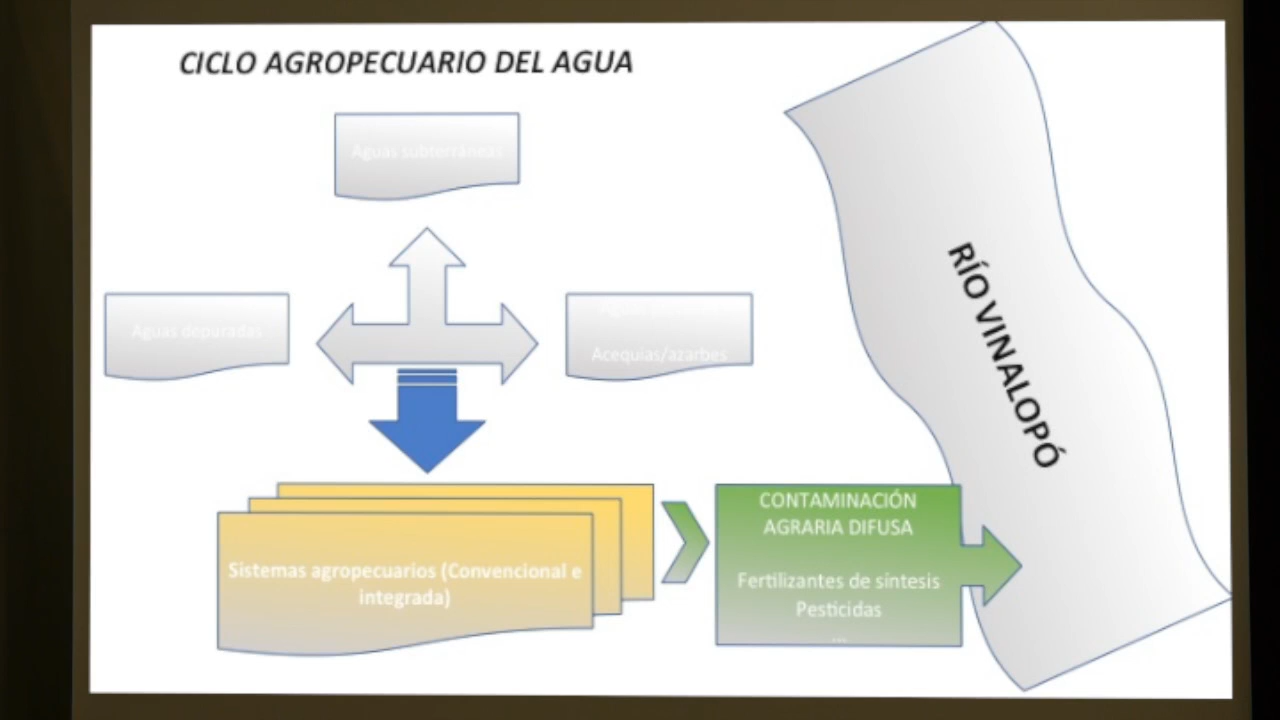 CICLO AGROPECUARIO DEL AGUA
Aguas subterráneas
Aguas depuradas
Acequias/azarbes
RÍO VINALOPÓ
Sistemas agropecuarios (Convencional e
integrada)
CONTAMINACIÓN
AGRARIA DIFUSA
Fertilizantes de síntesis
Pesticidas
...